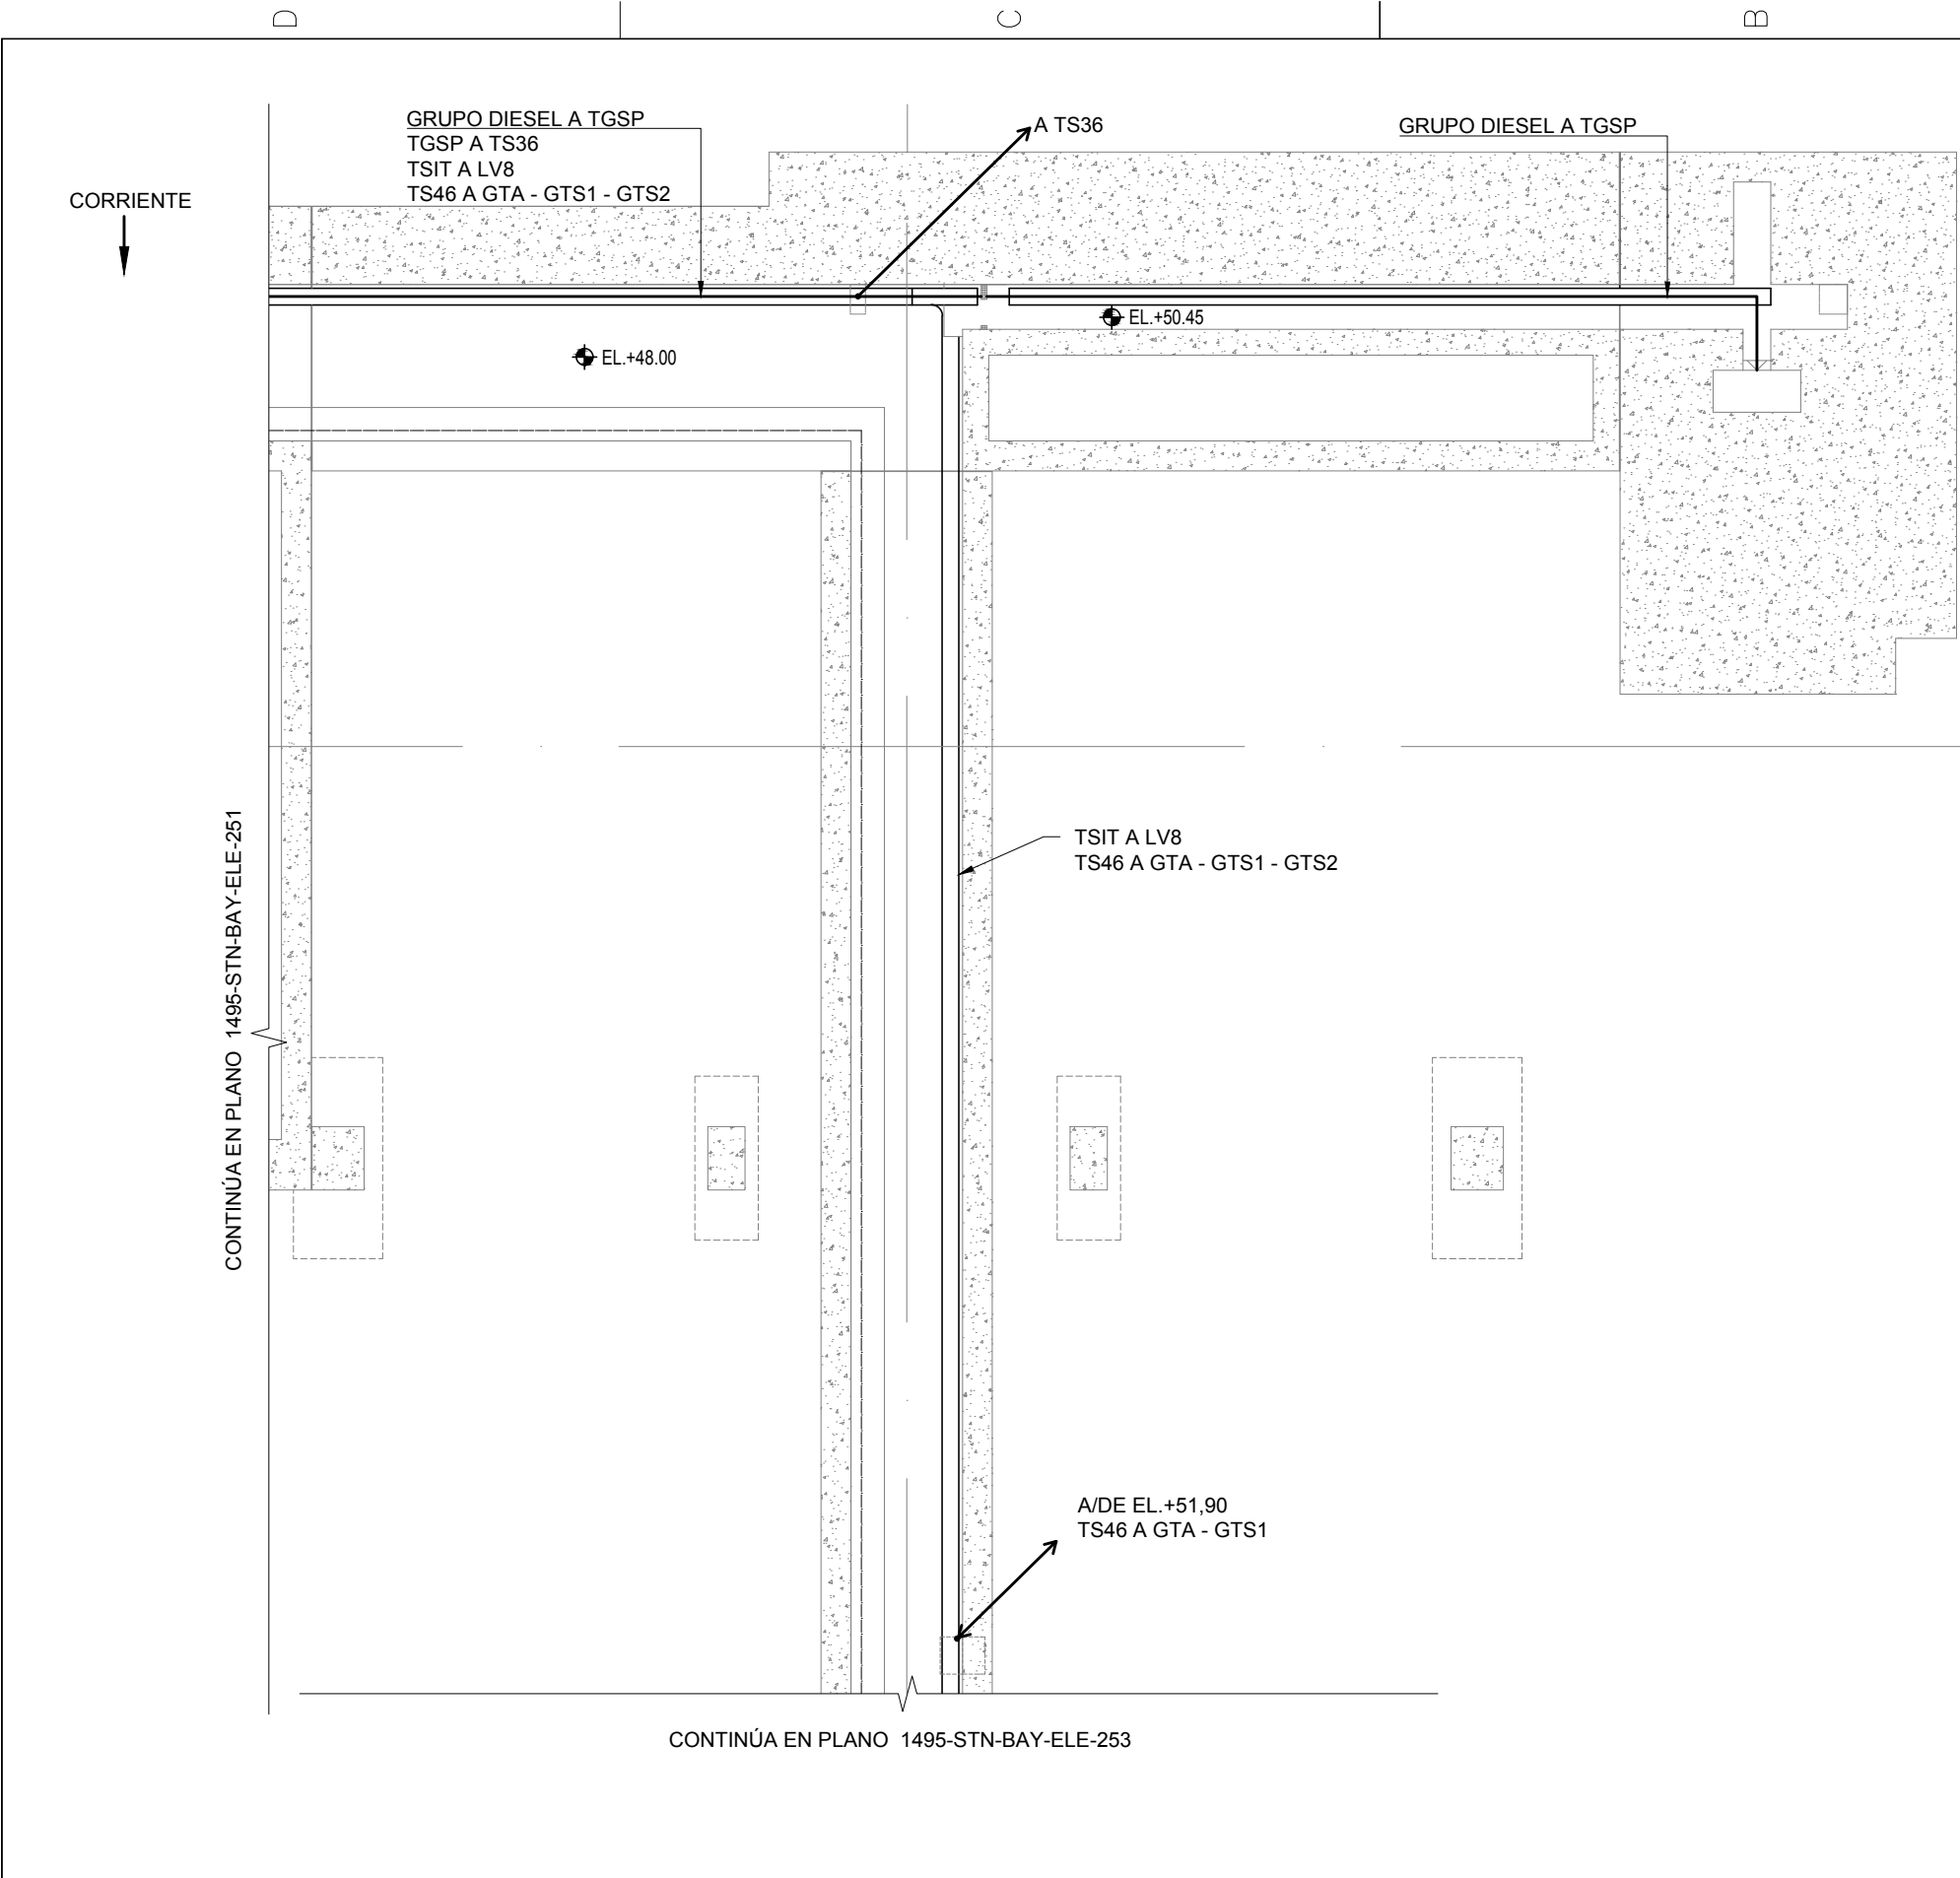 D
C
B
GRUPO DIESEL A TGSP
TGSP A TS36
TSIT A LV8
TS46 A GTA - GTS1 - GTS2
A TS36
GRUPO DIESEL A TGSP
CORRIENTE
EL.+50.45
EL.+48.00
TSIT A LV8
TS46 A GTA - GTS1 - GTS2
CONTINÚA EN PLANO 1495-STN-BAY-ELE-251
A/DE EL.+51,90
TS46 A GTA - GTS1
CONTINÚA EN PLANO 1495-STN-BAY-ELE-253